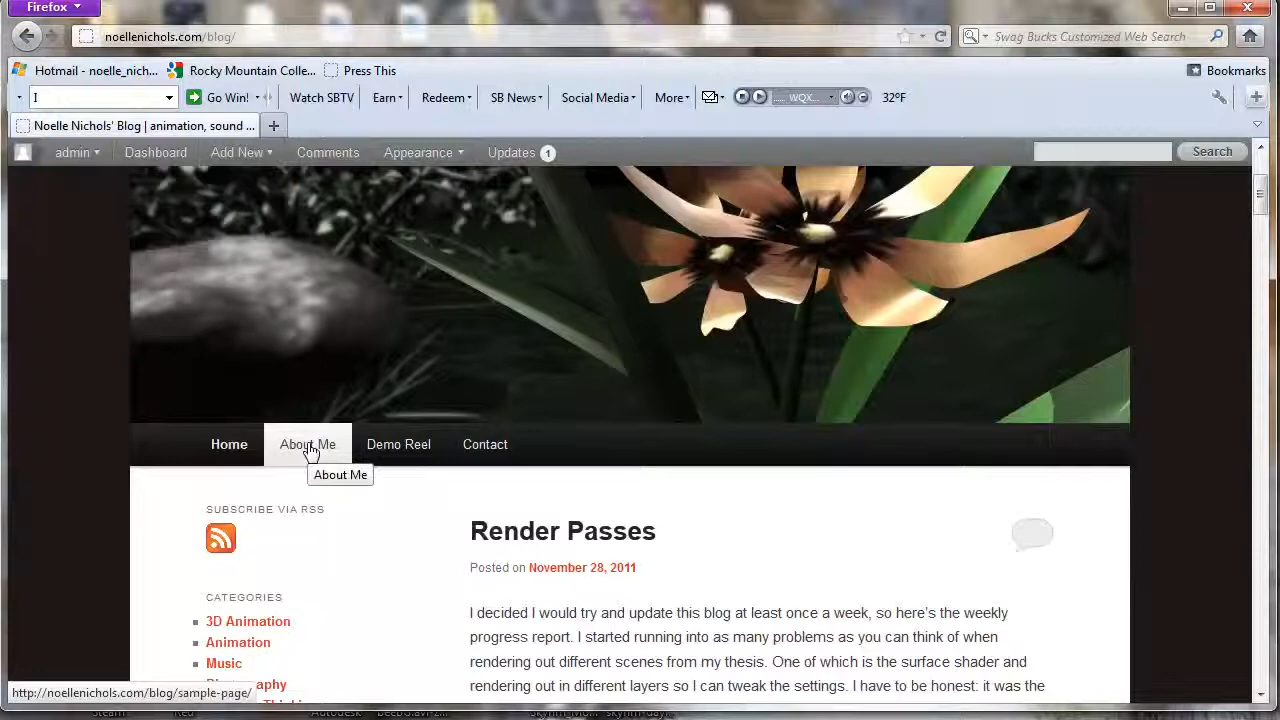 Firefox
noellenichols.com/blog/
Swag Bucks Customized Web Search
Hotmail - noelle_nich...
Rocky Mountain Colle...
Press This
Bookmarks
I
Go Win!
Watch SBTV
Earn
Redeem
SB News
Social Media
More
WQX...
32°F
Noelle Nichols' Blog | animation, sound ...
admin
Dashboard
Add New
Comments
Appearance
Updates 1
Search
Home
About Me
Demo Reel
Contact
About Me
SUBSCRIBE VIA RSS
CATEGORIES
3D Animation
Animation
Music
Render Passes
Posted on November 28, 2011
I decided I would try and update this blog at least once a week, so here's the weekly
progress report. I started running into as many problems as you can think of when
rendering out different scenes from my thesis. One of which is the surface shader and
rendering out in different layers so I can tweak the settings. I have to be honest: it was the
http://noellenichols.com/blog/sample-page/